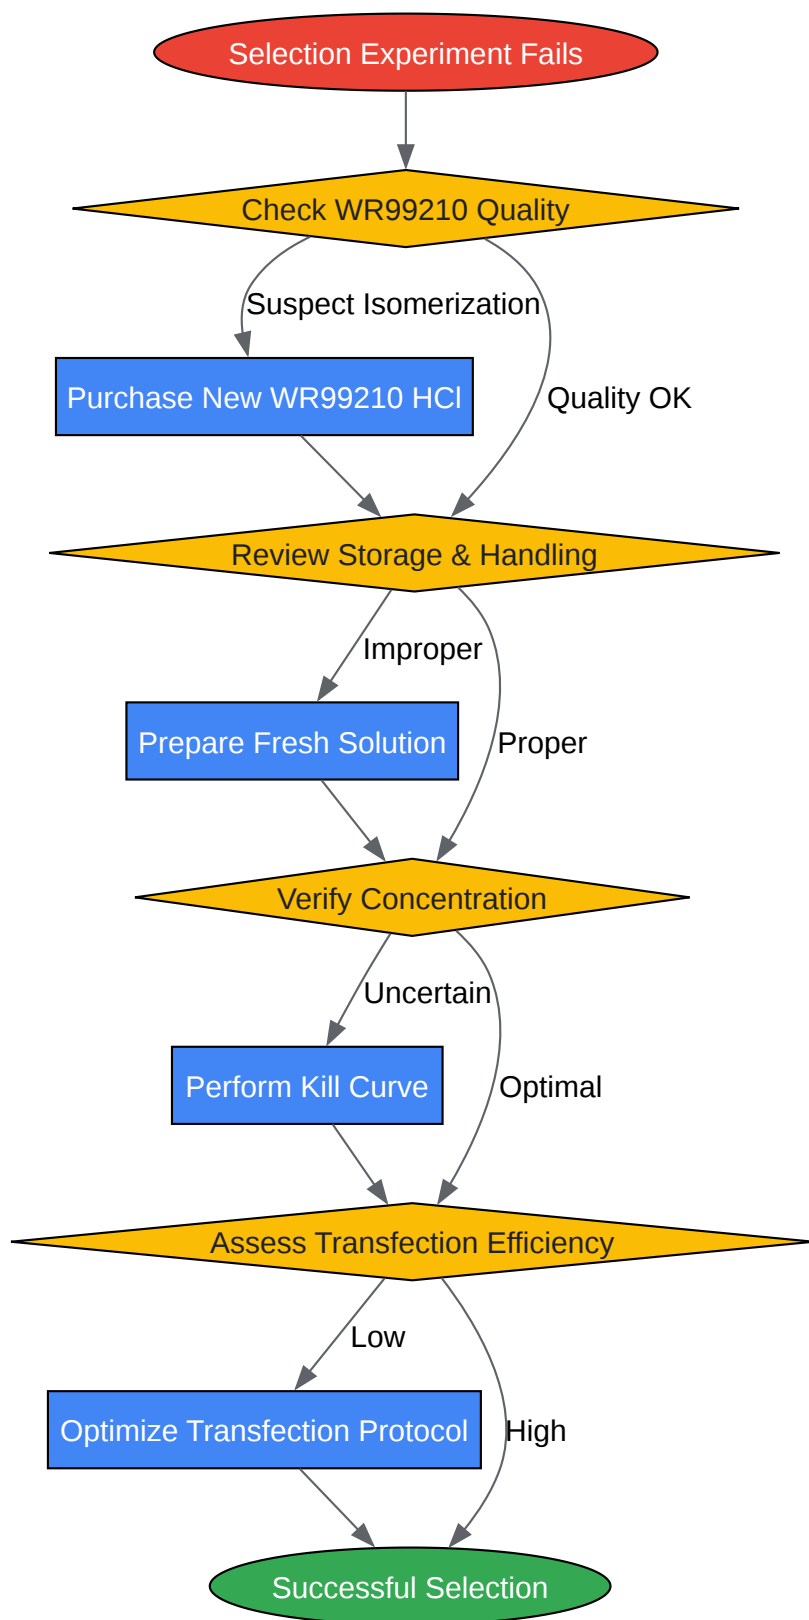 Selection Experiment Fails
Check WR99210 Quality
Suspect Isomerization
Purchase New WR99210 HCl
Quality OK
Review Storage & Handling
Improper
Prepare Fresh Solution
Proper
Verify Concentration
Uncertain
Perform Kill Curve
Optimal
Assess Transfection Efficiency
Low
Optimize Transfection Protocol
High
Successful Selection